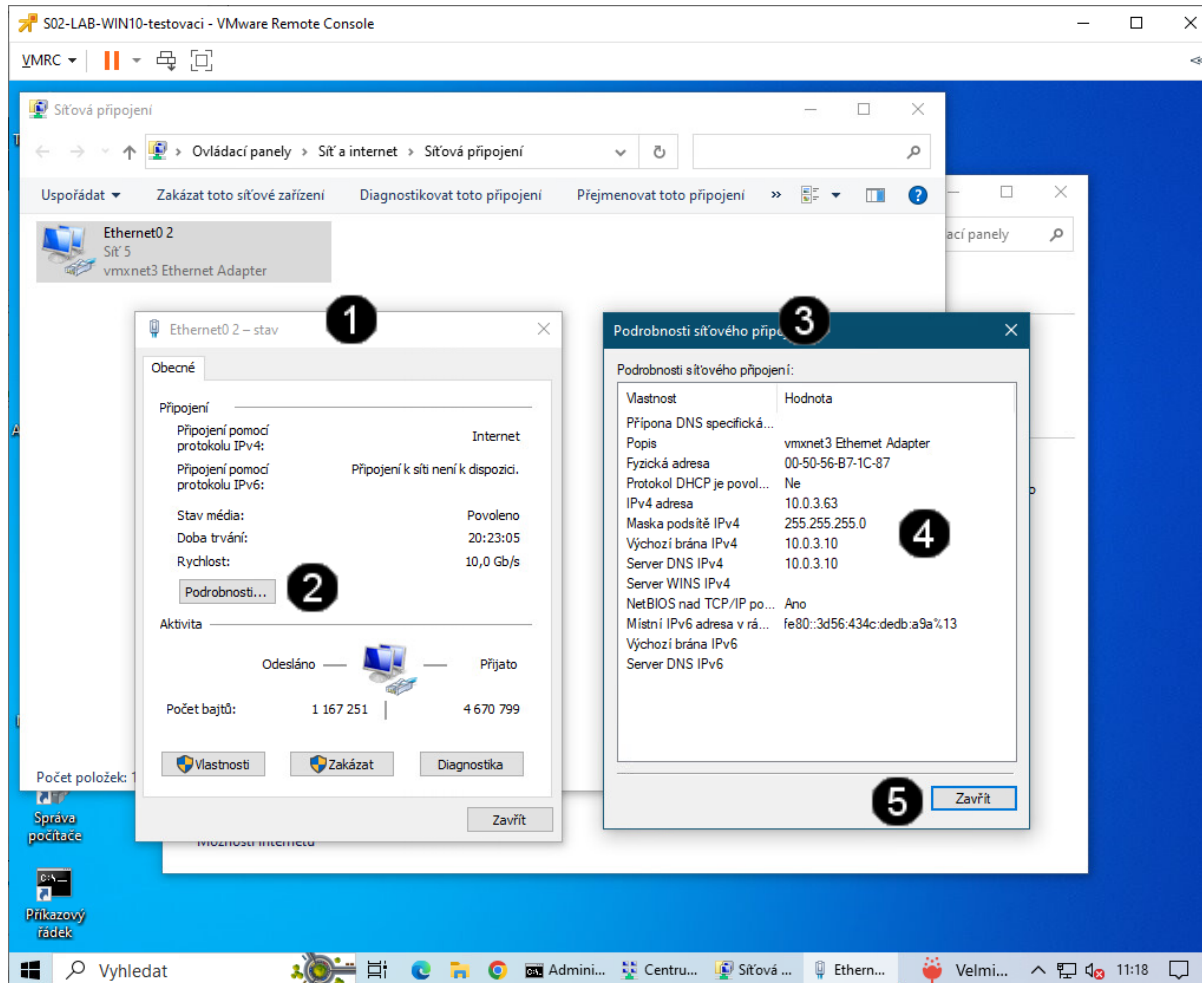 S02-LAB-WIN10-testovaci - VMware Remote Console
VMRC
Síťová připojení
Ovládací panely > Síť a internet > Síťová připojení
Uspořádat
Zakázat toto síťové zařízení
Diagnostikovat toto připojení
Přejmenovat toto připojení
»
Ethernet0 2
Síť 5
vmxnet3 Ethernet Adapter
ací panely
1
Ethernet0 2 – stav
Obecné
Připojení
Připojení pomocí protokolu IPv4:
Internet
Připojení pomocí protokolu IPv6:
Připojení k síti není k dispozici.
Stav média:
Povoleno
Doba trvání:
20:23:05
Rychlost:
10,0 Gb/s
Podrobnosti...
2
Aktivita
Odesláno
Přijato
Počet bajtů:
1 167 251
4 670 799
Vlastnosti
Zakázat
Diagnostika
Zavřít
3
Podrobnosti síťového připoj
Podrobnosti síťového připojení:
Vlastnost Hodnota
Přípona DNS specifická...
Popis vmxnet3 Ethernet Adapter
Fyzická adresa 00-50-56-B7-1C-87
Protokol DHCP je povol... Ne
IPv4 adresa 10.0.3.63
Maska podsítě IPv4 255.255.255.0
Výchozí brána IPv4 10.0.3.10
Server DNS IPv4 10.0.3.10
Server WINS IPv4
NetBIOS nad TCP/IP po... Ano
Místní IPv6 adresa v rá... fe80::3d56:434c:dedb:a9a%13
Výchozí brána IPv6
Server DNS IPv6
4
5
Zavřít
Počet položek: 1
Možnosti Internetu
Správa
počítače
C:\_
Příkazový
řádek
Vyhledat
Admini...
Centru...
Síťová ...
Ethern...
Velmi...
11:18